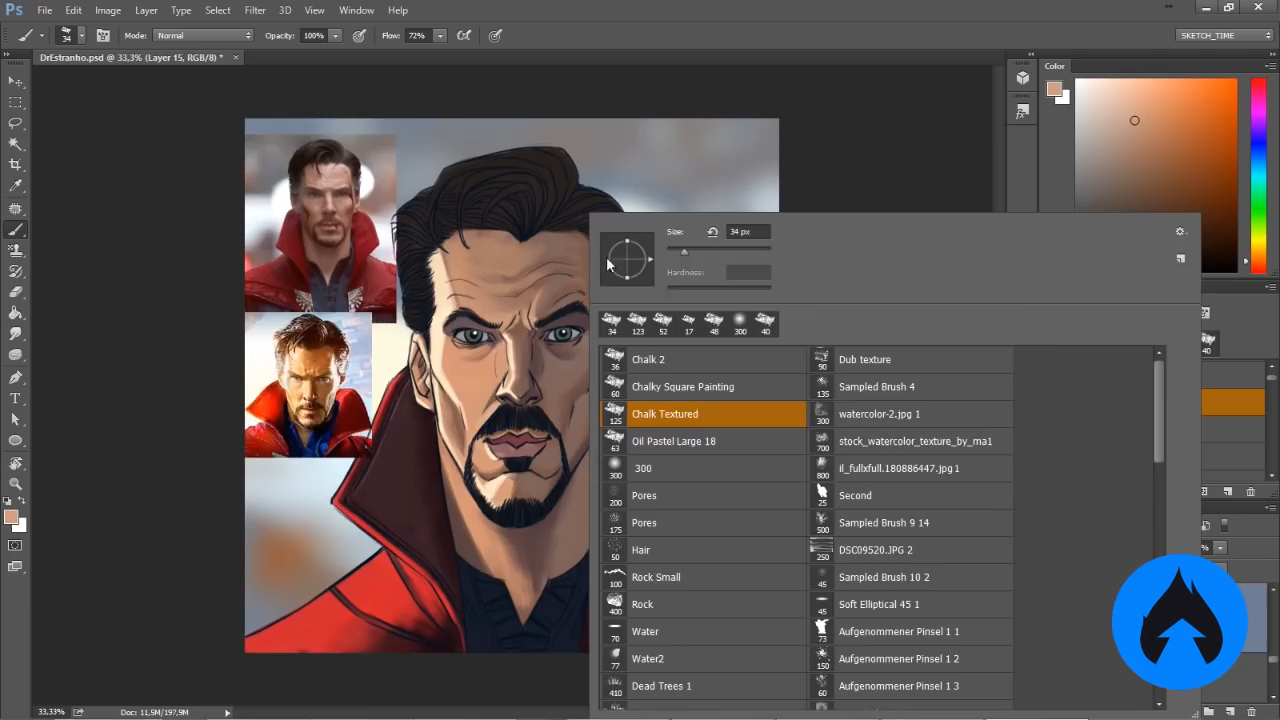 Ps File Edit Image Layer Type Select Filter 3D View Window Help
34 Mode: Normal Opacity: 100% Flow: 72% SKETCH_TIME
DrEstranho.psd @ 33,3% (Layer 15, RGB/8) * ×
Color
Size: 34 px
Hardness:
34 123 52 17 48 300 40
40
Chalk 2 36
Dub texture 90
Chalky Square Painting 60
Sampled Brush 4 135
Chalk Textured 125
watercolor-2.jpg 1 300
Oil Pastel Large 18 63
stock_watercolor_texture_by_ma1 700
300 300
il_fullxfull.180886447.jpg 1 800
Pores 200
Second 25
Pores 175
Sampled Brush 9 14 500
Hair 50
DSC09520.JPG 2 250
Rock Small 100
Sampled Brush 10 2 45
Rock 400
Soft Elliptical 45 1 45
Water 70
Aufgenommener Pinsel 1 1 73
Water2 77
Aufgenommener Pinsel 1 2 150
Dead Trees 1 410
Aufgenommener Pinsel 1 3 60
33,33% Doc: 11,5M/197,9M